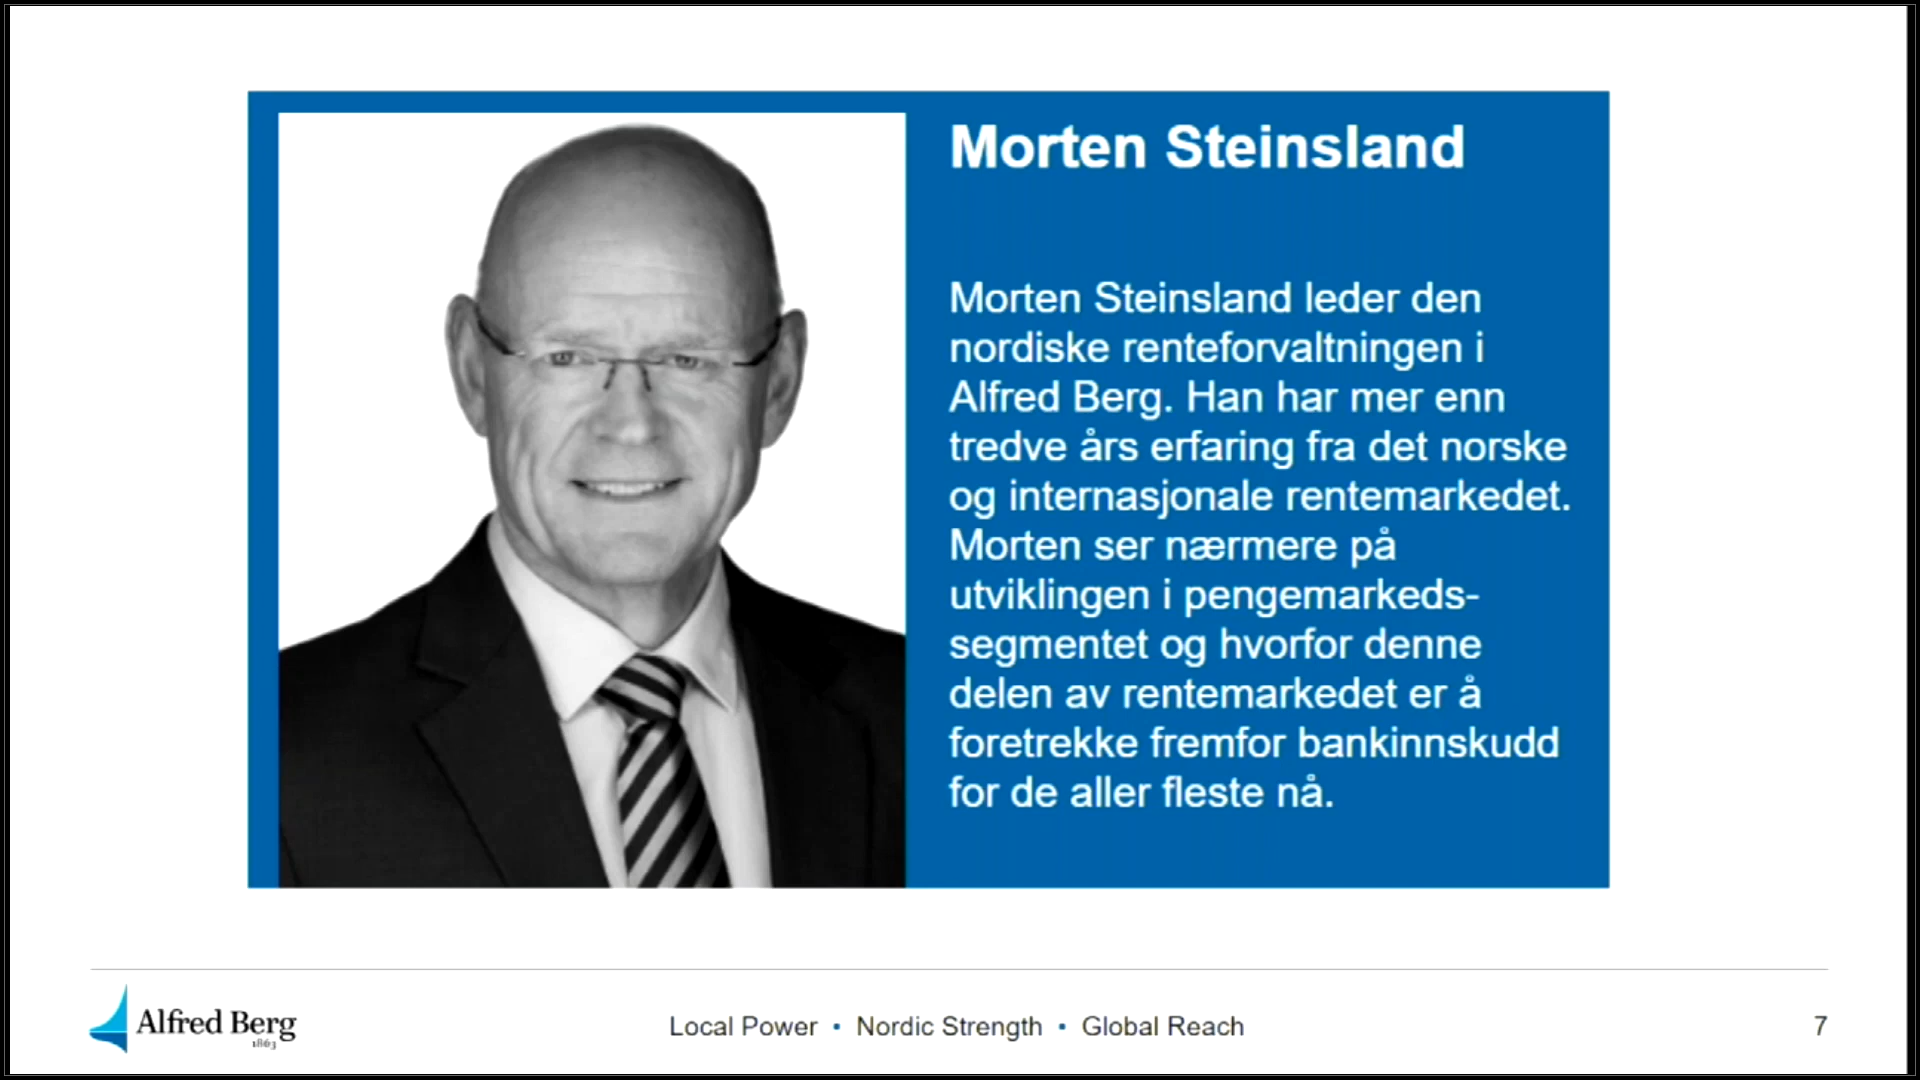 Morten Steinsland
Morten Steinsland leder den
nordiske renteforvaltningen i
Alfred Berg. Han har mer enn
tredve års erfaring fra det norske
og internasjonale rentemarkedet.
Morten ser nærmere på
utviklingen i pengemarkeds-
segmentet og hvorfor denne
delen av rentemarkedet er å
foretrekke fremfor bankinnskudd
for de aller fleste nå.
Alfred Berg
1863
Local Power • Nordic Strength • Global Reach
7